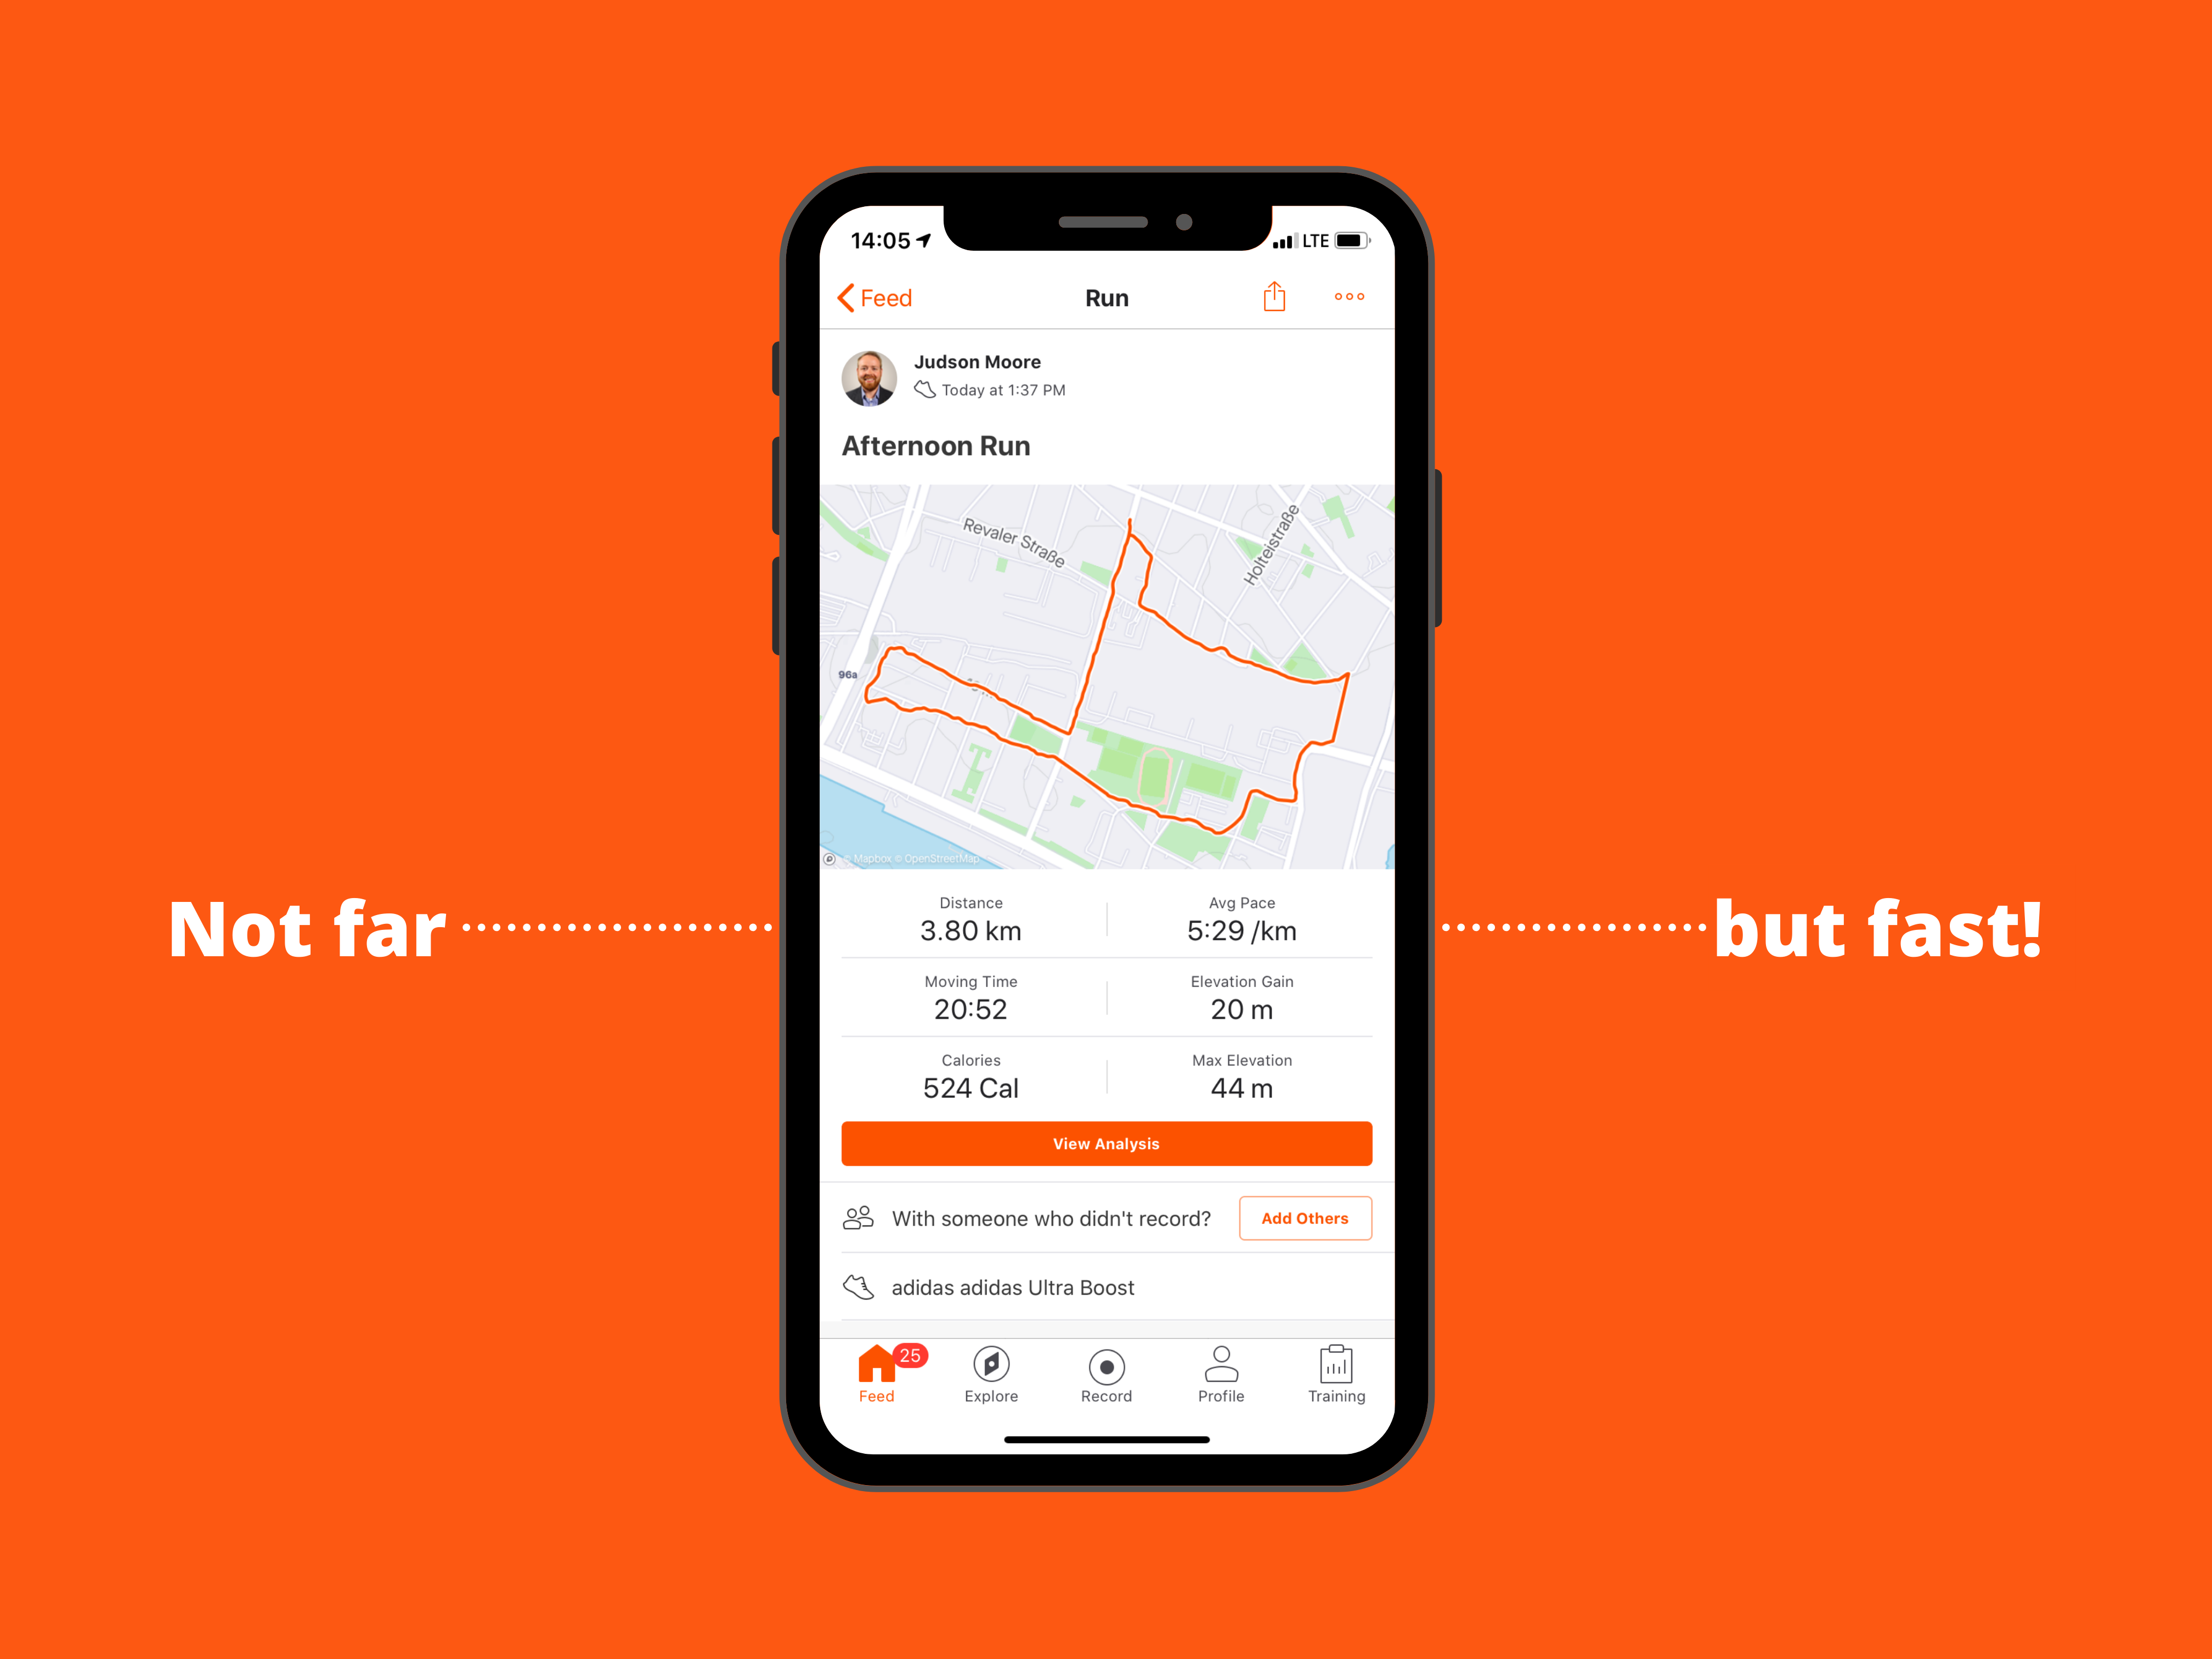 14:05
LTE
Feed
Run
Judson Moore
Today at 1:37 PM
Afternoon Run
Revaler Straße
Holteistraße
96a
© Mapbox © OpenStreetMap
Not far
but fast!
Distance
3.80 km
Avg Pace
5:29 /km
Moving Time
20:52
Elevation Gain
20 m
Calories
524 Cal
Max Elevation
44 m
View Analysis
With someone who didn't record?
Add Others
adidas adidas Ultra Boost
25
Feed
Explore
Record
Profile
Training